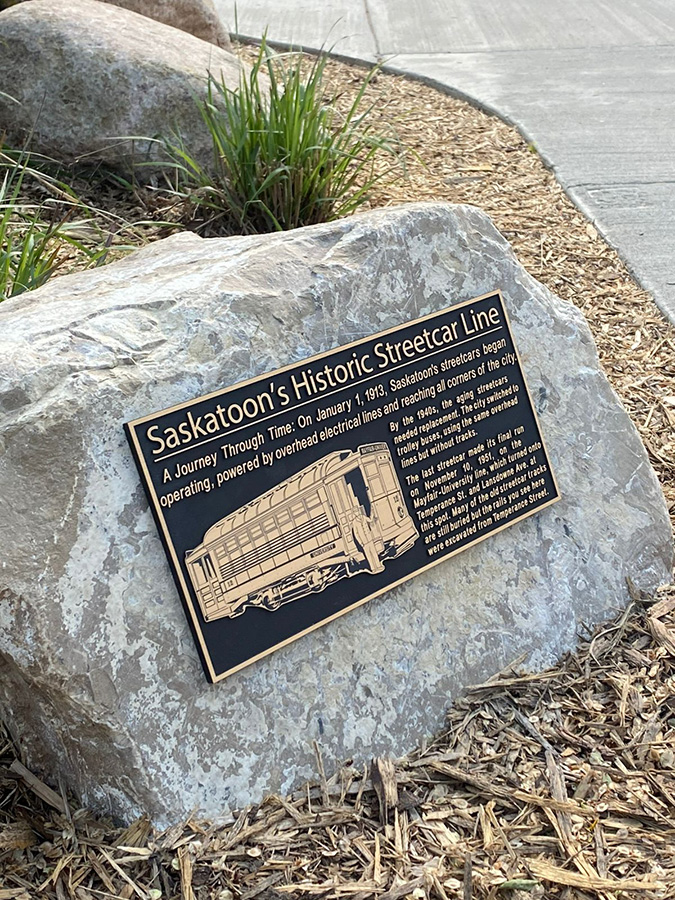 Saskatoon's Historic Streetcar Line
A Journey Through Time: On January 1, 1913, Saskatoon's streetcars began
operating, powered by overhead electrical lines and reaching all corners of the city.
By the 1940s, the aging streetcars
needed replacement. The city switched to
trolley buses, using the same overhead
lines but without tracks.
The last streetcar made its final run
on November 10, 1951, on the
Mayfair-University line, which turned onto
Temperance St. and Lansdowne Ave. at
this spot. Many of the old streetcar tracks
are still buried but the rails you see here
were excavated from Temperance Street.
UNIVERSITY